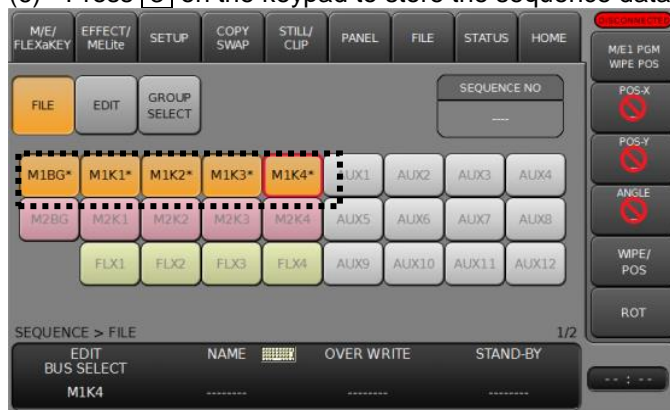 Press on the keypad to store the sequence data
M/E/ FLEXaKEY EFFECT/ MELite SETUP COPY SWAP STILL/ CLIP PANEL FILE STATUS HOME
DISCONNECTED
M/E1 PGM WIPE POS
FILE EDIT GROUP SELECT SEQUENCE NO
----
POS-X
POS-Y
M1BG* M1K1* M1K2* M1K3* M1K4* AUX1 AUX2 AUX3 AUX4
ANGLE
M2BG M2K1 M2K2 M2K3 M2K4 AUX5 AUX6 AUX7 AUX8
FLX1 FLX2 FLX3 FLX4 AUX9 AUX10 AUX11 AUX12
WIPE/ POS
ROT
SEQUENCE > FILE 1/2
EDIT BUS SELECT NAME OVER WRITE STAND-BY
M1K4 -------- -------- --------
-- : --